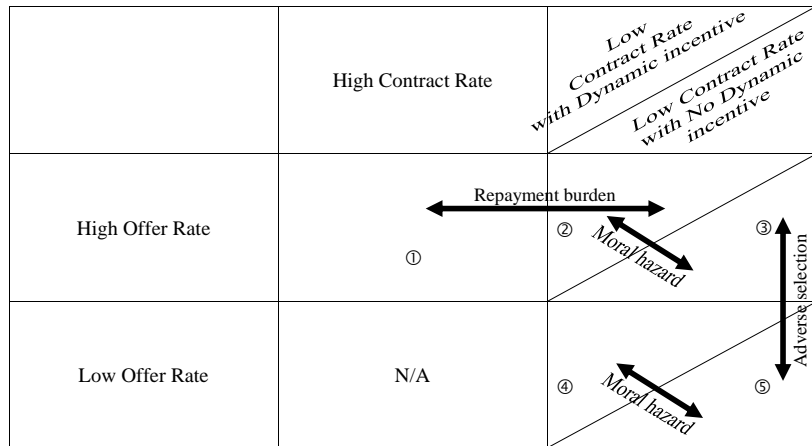 High Contract Rate
Low
Contract Rate
with Dynamic incentive
Low Contract Rate
with No Dynamic
incentive
High Offer Rate
①
Repayment burden
②
Moral hazard
③
Adverse selection
Low Offer Rate
N/A
④
Moral hazard
⑤